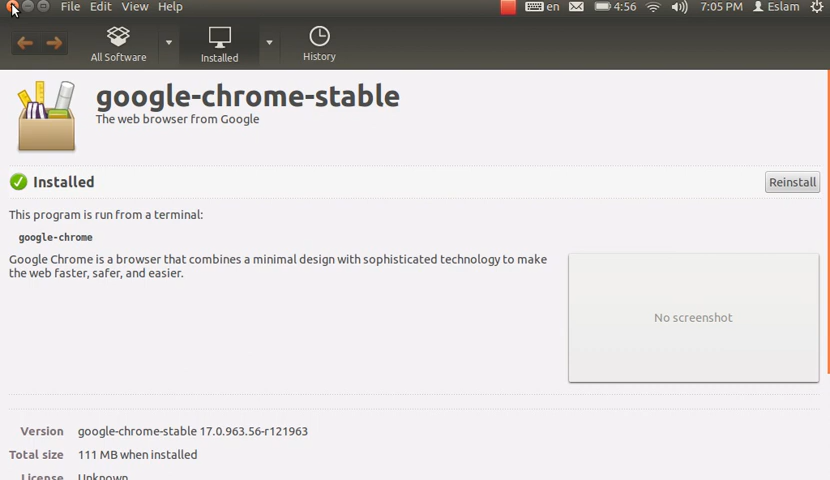 File Edit View Help en 4:56 7:05 PM Eslam
All Software Installed History
google-chrome-stable
The web browser from Google
Installed Reinstall
This program is run from a terminal:
google-chrome
Google Chrome is a browser that combines a minimal design with sophisticated technology to make
the web faster, safer, and easier.
No screenshot
Version google-chrome-stable 17.0.963.56-r121963
Total size 111 MB when installed
License Unknown